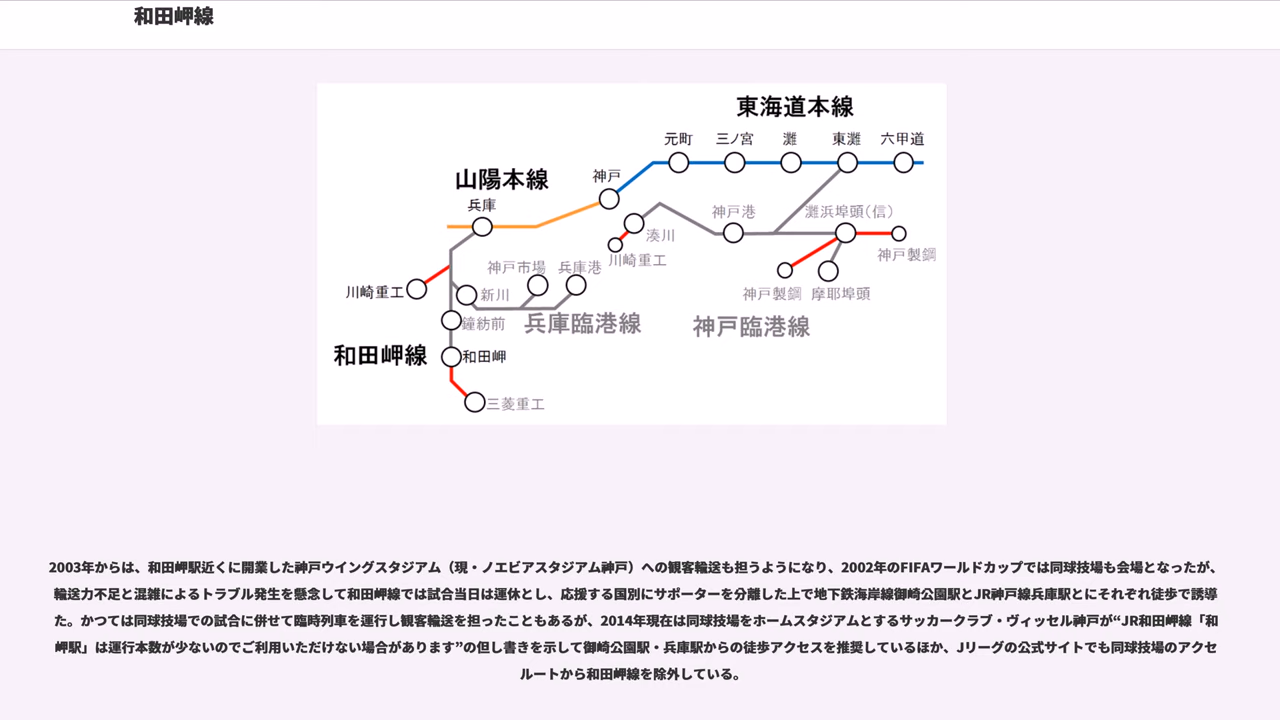 和田岬線
東海道本線
元町 三ノ宮 灘 東灘 六甲道
山陽本線
神戸
兵庫
神戸港 灘浜埠頭(信)
湊川
神戸製鋼
川崎重工
神戸市場 兵庫港
川崎重工 新川
神戸製鋼 摩耶埠頭
鐘紡前 兵庫臨港線 神戸臨港線
和田岬線 和田岬
三菱重工
2003年からは、和田岬駅近くに開業した神戸ウイングスタジアム（現・ノエビアスタジアム神戸）への観客輸送も担うようになり、2002年のFIFAワールドカップでは同球技場も会場となったが、
輸送力不足と混雑によるトラブル発生を懸念して和田岬線では試合当日は運休とし、応援する国別にサポーターを分離した上で地下鉄海岸線御崎公園駅とJR神戸線兵庫駅とにそれぞれ徒歩で誘導
た。かつては同球技場での試合に併せて臨時列車を運行し観客輸送を担ったこともあるが、2014年現在は同球技場をホームスタジアムとするサッカークラブ・ヴィッセル神戸が“JR和田岬線「和
岬駅」は運行本数が少ないのでご利用いただけない場合があります”の但し書きを示して御崎公園駅・兵庫駅からの徒歩アクセスを推奨しているほか、Jリーグの公式サイトでも同球技場のアクセ
ルートから和田岬線を除外している。